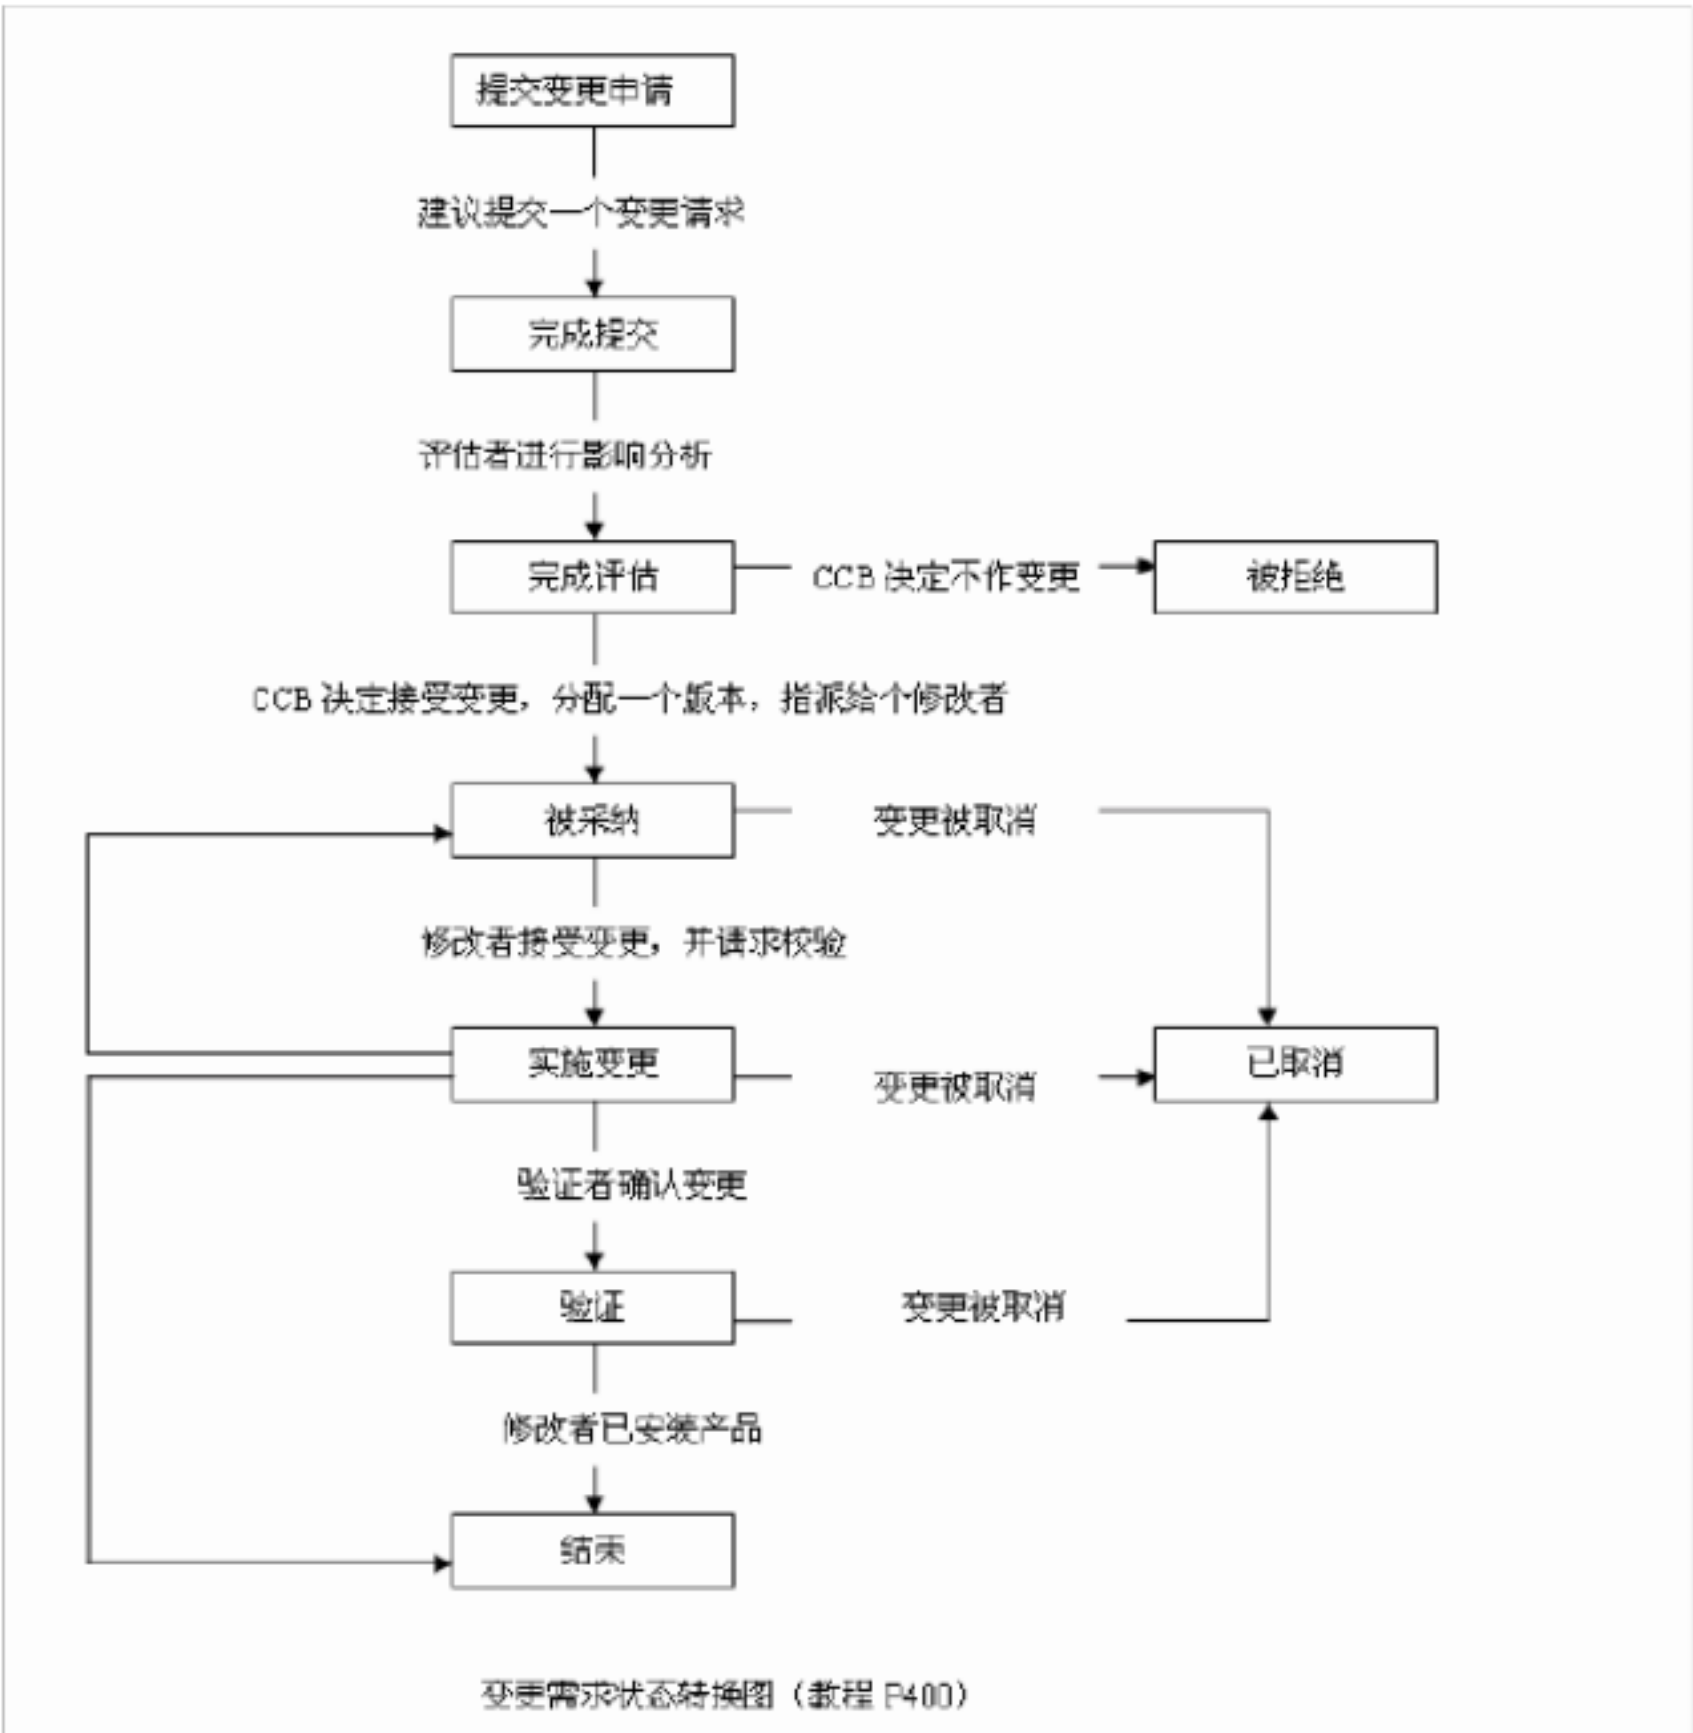 提交变更申请
建议提交一个变更请求
完成提交
评估者进行影响分析
完成评估
CCB 决定不作变更
被拒绝
CCB 决定接受变更，分配一个版本，指派给个修改者
被采纳
变更被取消
修改者接受变更，并请求校验
实施变更
变更被取消
已取消
验证者确认变更
验证
变更被取消
修改者已安装产品
结束
变更需求状态转换图（教程 P400）